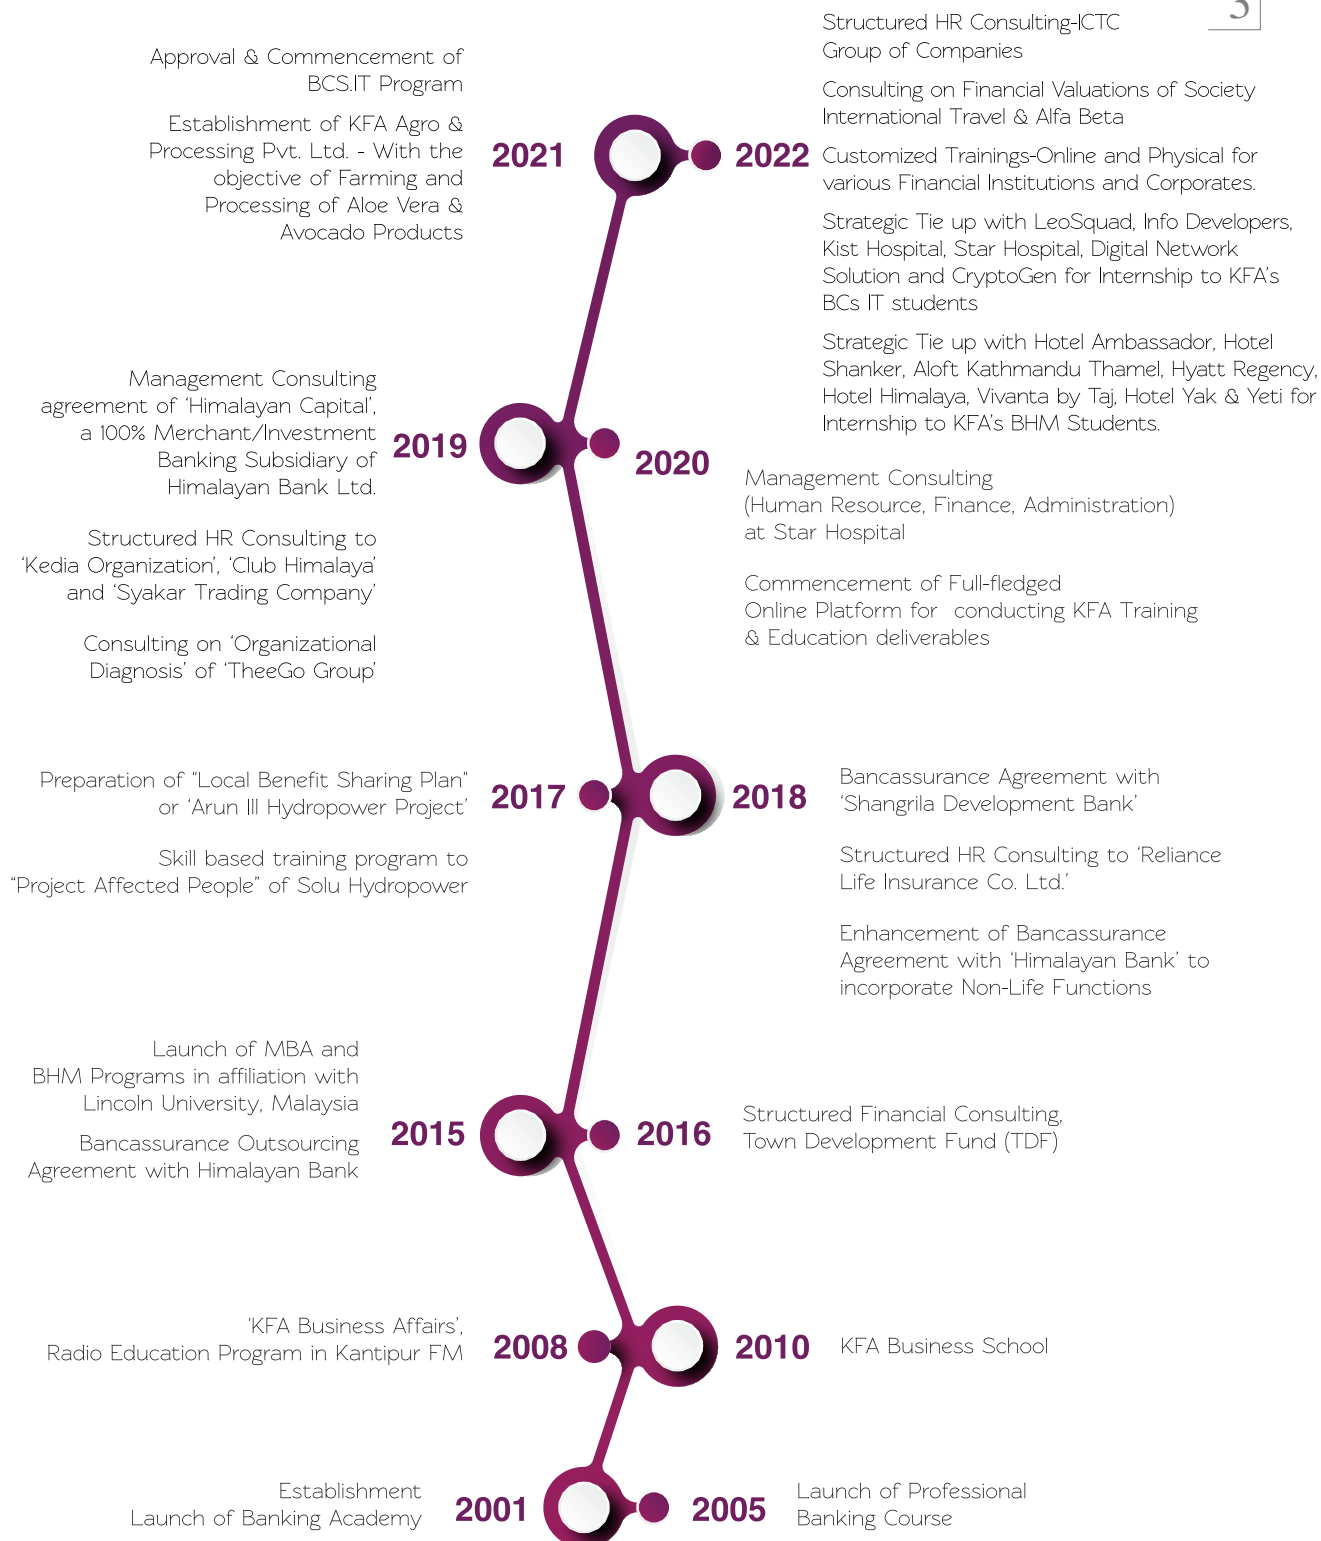 3
Approval & Commencement of
BCS.IT Program
Establishment of KFA Agro &
Processing Pvt. Ltd. - With the
objective of Farming and
Processing of Aloe Vera &
Avocado Products
2021
2022
Structured HR Consulting-ICTC
Group of Companies
Consulting on Financial Valuations of Society
International Travel & Alfa Beta
Customized Trainings-Online and Physical for
various Financial Institutions and Corporates.
Strategic Tie up with LeoSquad, Info Developers,
Kist Hospital, Star Hospital, Digital Network
Solution and CryptoGen for Internship to KFA's
BCs IT students
Strategic Tie up with Hotel Ambassador, Hotel
Shanker, Aloft Kathmandu Thamel, Hyatt Regency,
Hotel Himalaya, Vivanta by Taj, Hotel Yak & Yeti for
Internship to KFA's BHM Students.
Management Consulting
agreement of 'Himalayan Capital',
a 100% Merchant/Investment
Banking Subsidiary of
Himalayan Bank Ltd.
Structured HR Consulting to
'Kedia Organization', 'Club Himalaya'
and 'Syakar Trading Company'
Consulting on 'Organizational
Diagnosis' of 'TheeGo Group'
2019
2020
Management Consulting
(Human Resource, Finance, Administration)
at Star Hospital
Commencement of Full-fledged
Online Platform for conducting KFA Training
& Education deliverables
Preparation of "Local Benefit Sharing Plan"
or 'Arun III Hydropower Project'
Skill based training program to
"Project Affected People" of Solu Hydropower
2017
2018
Bancassurance Agreement with
'Shangrila Development Bank'
Structured HR Consulting to 'Reliance
Life Insurance Co. Ltd.'
Enhancement of Bancassurance
Agreement with 'Himalayan Bank' to
incorporate Non-Life Functions
Launch of MBA and
BHM Programs in affiliation with
Lincoln University, Malaysia
Bancassurance Outsourcing
Agreement with Himalayan Bank
2015
2016
Structured Financial Consulting,
Town Development Fund (TDF)
'KFA Business Affairs',
Radio Education Program in Kantipur FM
2008
2010
KFA Business School
Establishment
Launch of Banking Academy
2001
2005
Launch of Professional
Banking Course